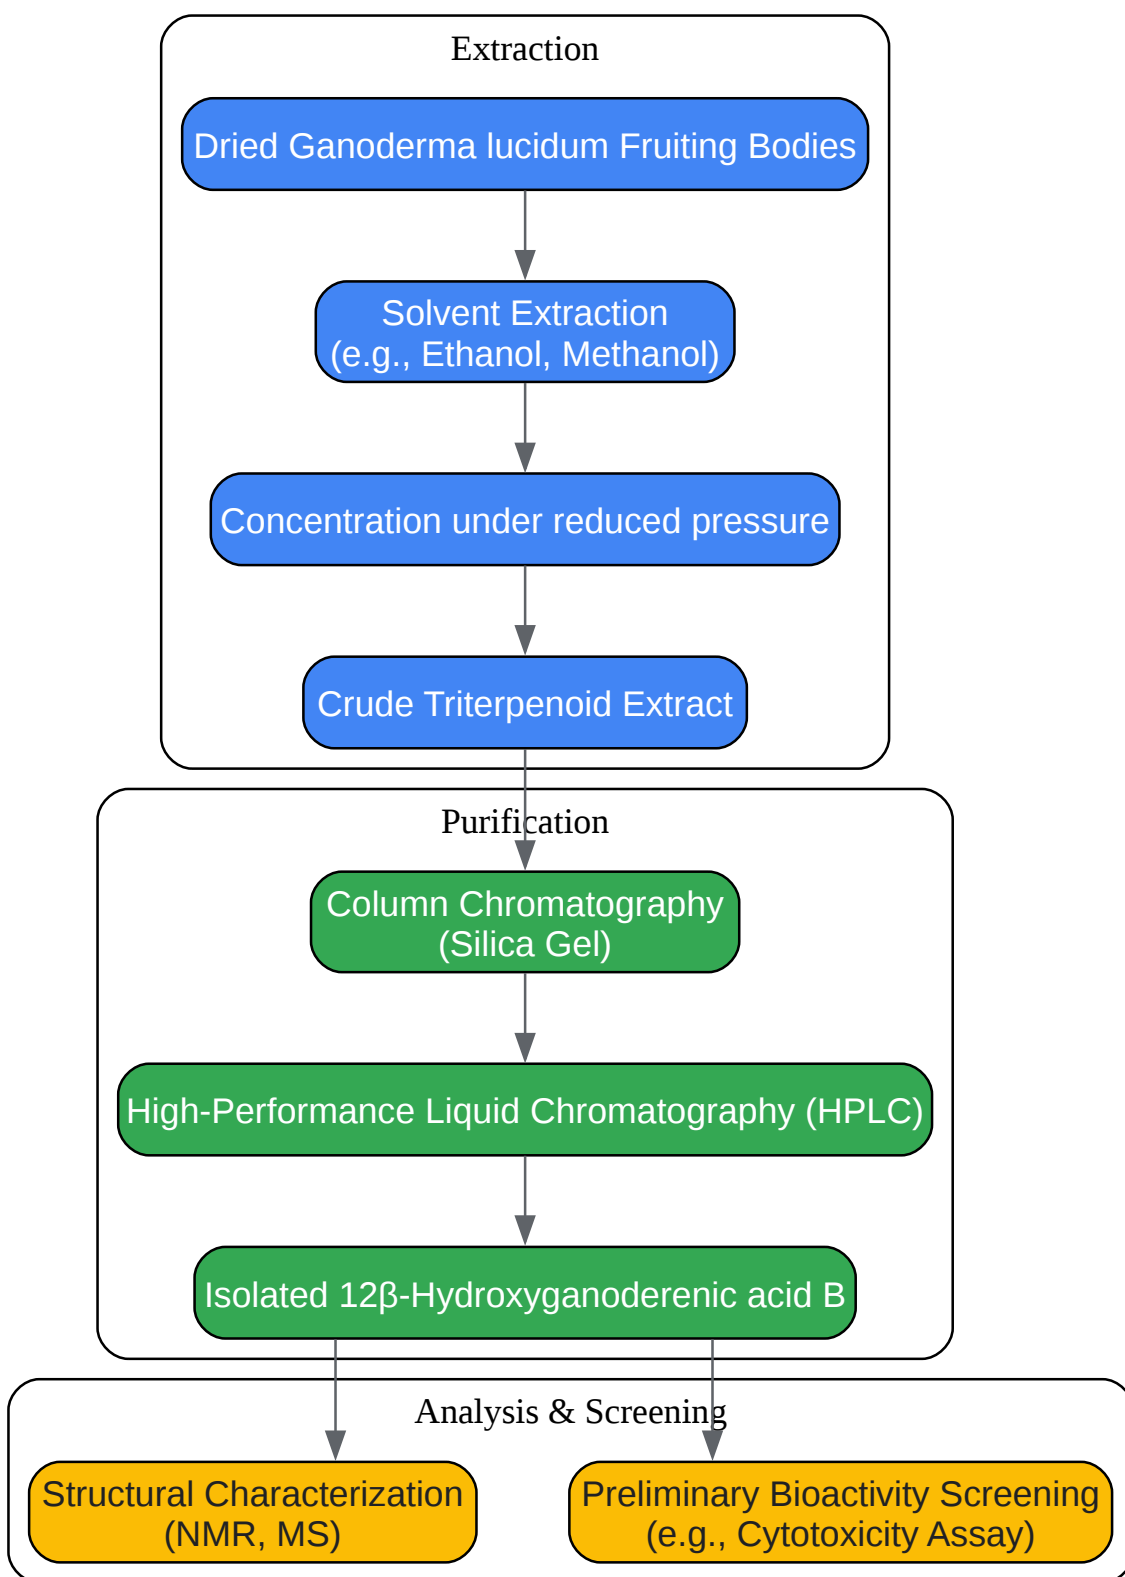 Extraction
Dried Ganoderma lucidum Fruiting Bodies
Solvent Extraction
(e.g., Ethanol, Methanol)
Concentration under reduced pressure
Crude Triterpenoid Extract
Purification
Column Chromatography
(Silica Gel)
High-Performance Liquid Chromatography (HPLC)
Isolated 12β-Hydroxyganoderenic acid B
Analysis & Screening
Structural Characterization
(NMR, MS)
Preliminary Bioactivity Screening
(e.g., Cytotoxicity Assay)